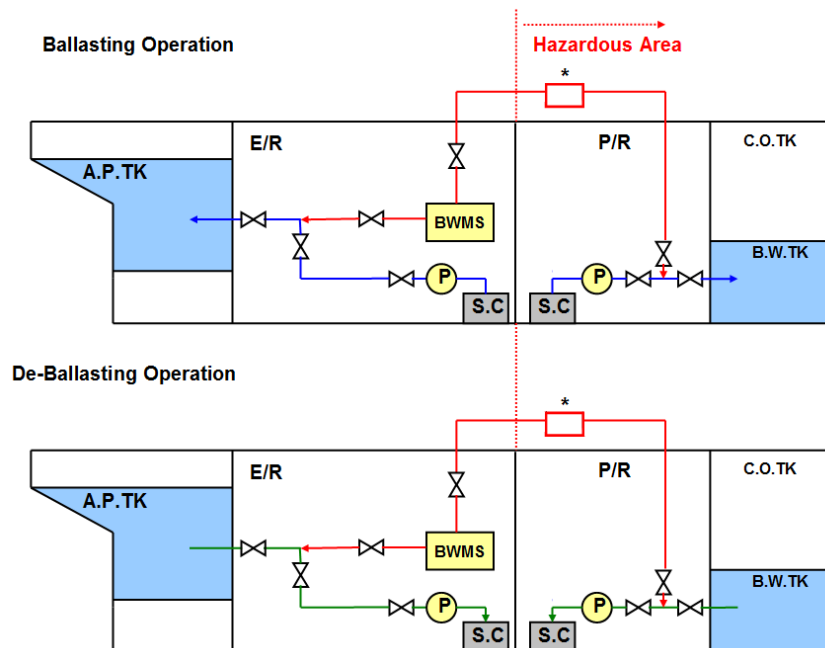 Ballasting Operation
Hazardous Area
*
E/R
P/R
C.O.TK
A.P.TK
BWMS
B.W.TK
P
P
S.C
S.C
De-Ballasting Operation
*
E/R
P/R
C.O.TK
A.P.TK
BWMS
B.W.TK
P
P
S.C
S.C